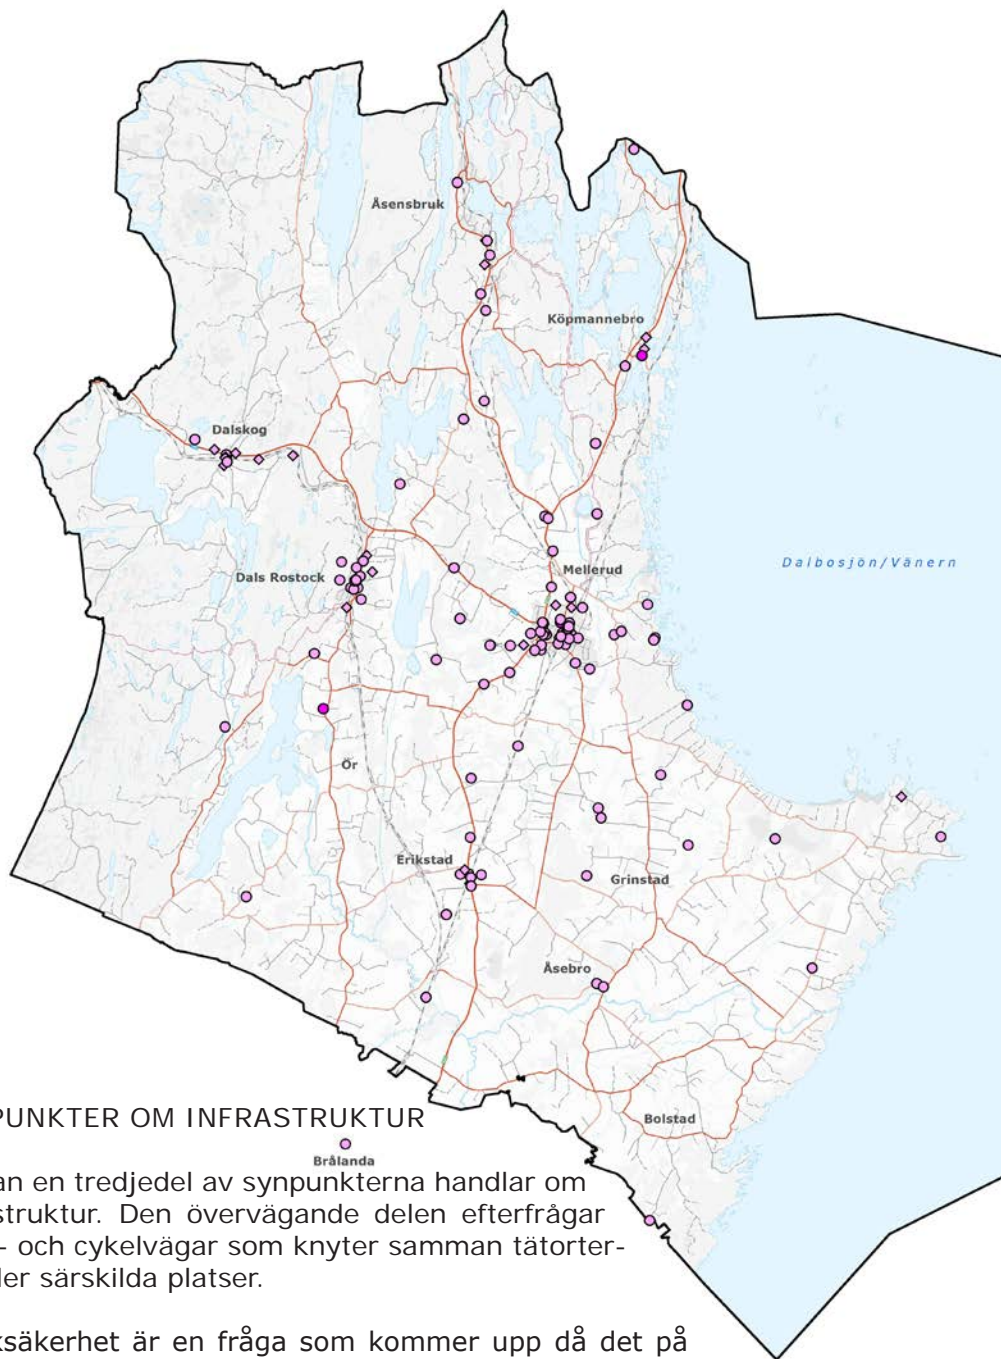 Åsensbruk
Köpmannebro
Dalskog
Dalbosjön/Vänern
Mellerud
Dals Rostock
Ör
Erikstad
Grinstad
Åsebro
Bolstad
PUNKTER OM INFRASTRUKTUR
Brålanda
an en tredjedel av synpunkterna handlar om
struktur. Den övervägande delen efterfrågar
- och cykelvägar som knyter samman tätorter-
ler särskilda platser.
ksäkerhet är en fråga som kommer upp då det på